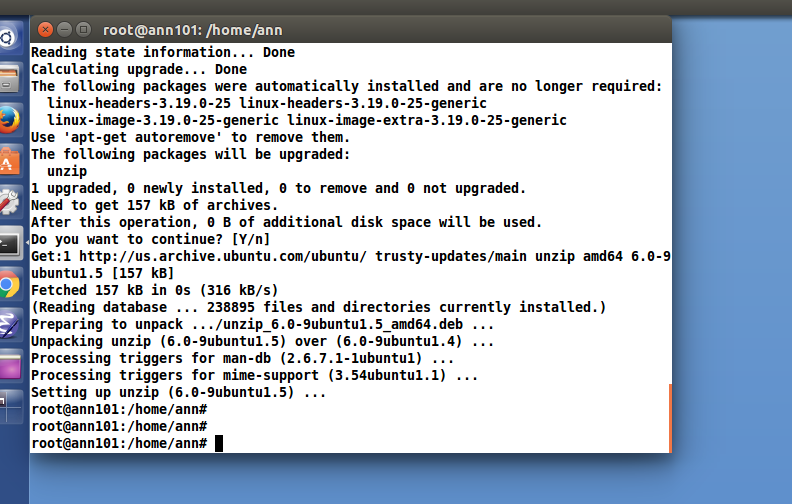 root@ann101: /home/ann
Reading state information... Done
Calculating upgrade... Done
The following packages were automatically installed and are no longer required:
  linux-headers-3.19.0-25 linux-headers-3.19.0-25-generic
  linux-image-3.19.0-25-generic linux-image-extra-3.19.0-25-generic
Use 'apt-get autoremove' to remove them.
The following packages will be upgraded:
  unzip
1 upgraded, 0 newly installed, 0 to remove and 0 not upgraded.
Need to get 157 kB of archives.
After this operation, 0 B of additional disk space will be used.
Do you want to continue? [Y/n]
Get:1 http://us.archive.ubuntu.com/ubuntu/ trusty-updates/main unzip amd64 6.0-9
ubuntu1.5 [157 kB]
Fetched 157 kB in 0s (316 kB/s)
(Reading database ... 238895 files and directories currently installed.)
Preparing to unpack .../unzip_6.0-9ubuntu1.5_amd64.deb ...
Unpacking unzip (6.0-9ubuntu1.5) over (6.0-9ubuntu1.4) ...
Processing triggers for man-db (2.6.7.1-1ubuntu1) ...
Processing triggers for mime-support (3.54ubuntu1.1) ...
Setting up unzip (6.0-9ubuntu1.5) ...
root@ann101:/home/ann#
root@ann101:/home/ann#
root@ann101:/home/ann#